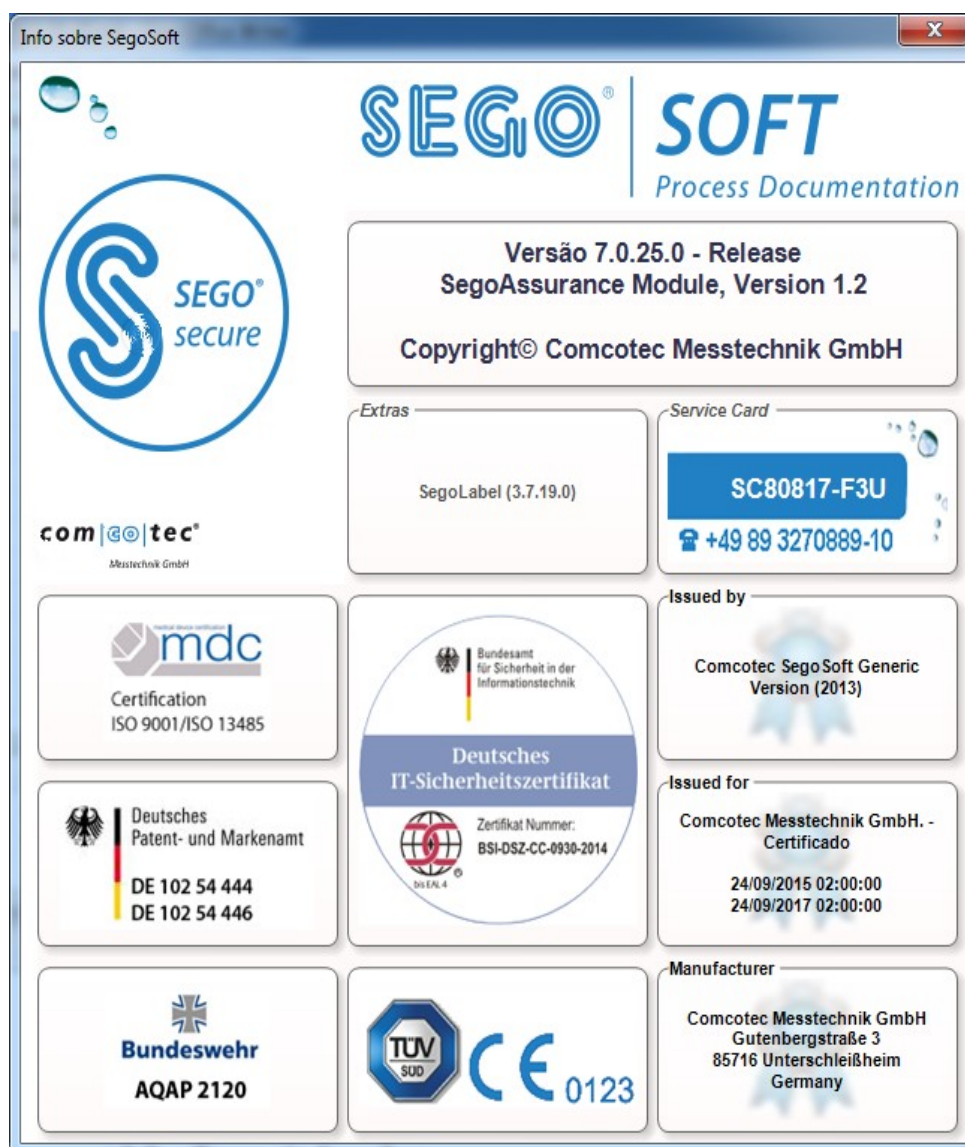 Info sobre SegoSoft
SEGO® SOFT
Process Documentation
SEGO®
secure
Versão 7.0.25.0 - Release
SegoAssurance Module, Version 1.2
Copyright© Comcotec Messtechnik GmbH
Extras
SegoLabel (3.7.19.0)
Service Card
SC80817-F3U
+49 89 3270889-10
com|co|tec®
Messtechnik GmbH
medical device certification
mdc
Certification
ISO 9001/ISO 13485
Bundesamt
für Sicherheit in der
Informationstechnik
Deutsches
IT-Sicherheitszertifikat
Zertifikat Nummer:
BSI-DSZ-CC-0930-2014
bis EAL 4
Issued by
Comcotec SegoSoft Generic
Version (2013)
Deutsches
Patent- und Markenamt
DE 102 54 444
DE 102 54 446
Issued for
Comcotec Messtechnik GmbH. -
Certificado
24/09/2015 02:00:00
24/09/2017 02:00:00
Bundeswehr
AQAP 2120
TÜV
SÜD
CE 0123
Manufacturer
Comcotec Messtechnik GmbH
Gutenbergstraße 3
85716 Unterschleißheim
Germany